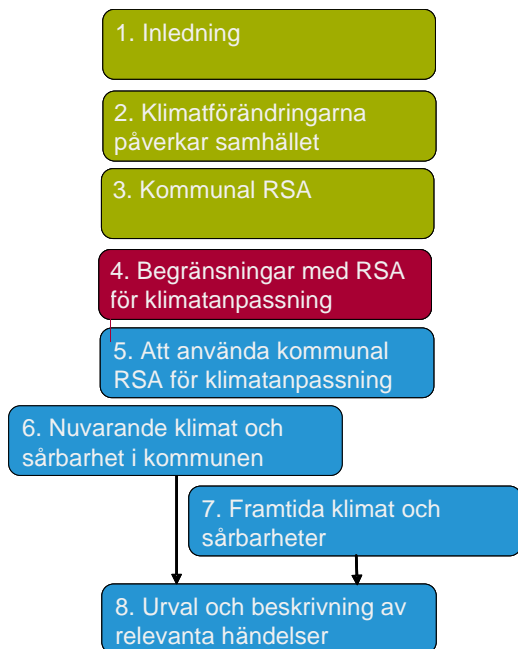 1. Inledning
2. Klimatförändringarna
påverkar samhället
3. Kommunal RSA
4. Begränsningar med RSA
för klimatanpassning
5. Att använda kommunal
RSA för klimatanpassning
6. Nuvarande klimat och
sårbarhet i kommunen
7. Framtida klimat och
sårbarheter
8. Urval och beskrivning av
relevanta händelser